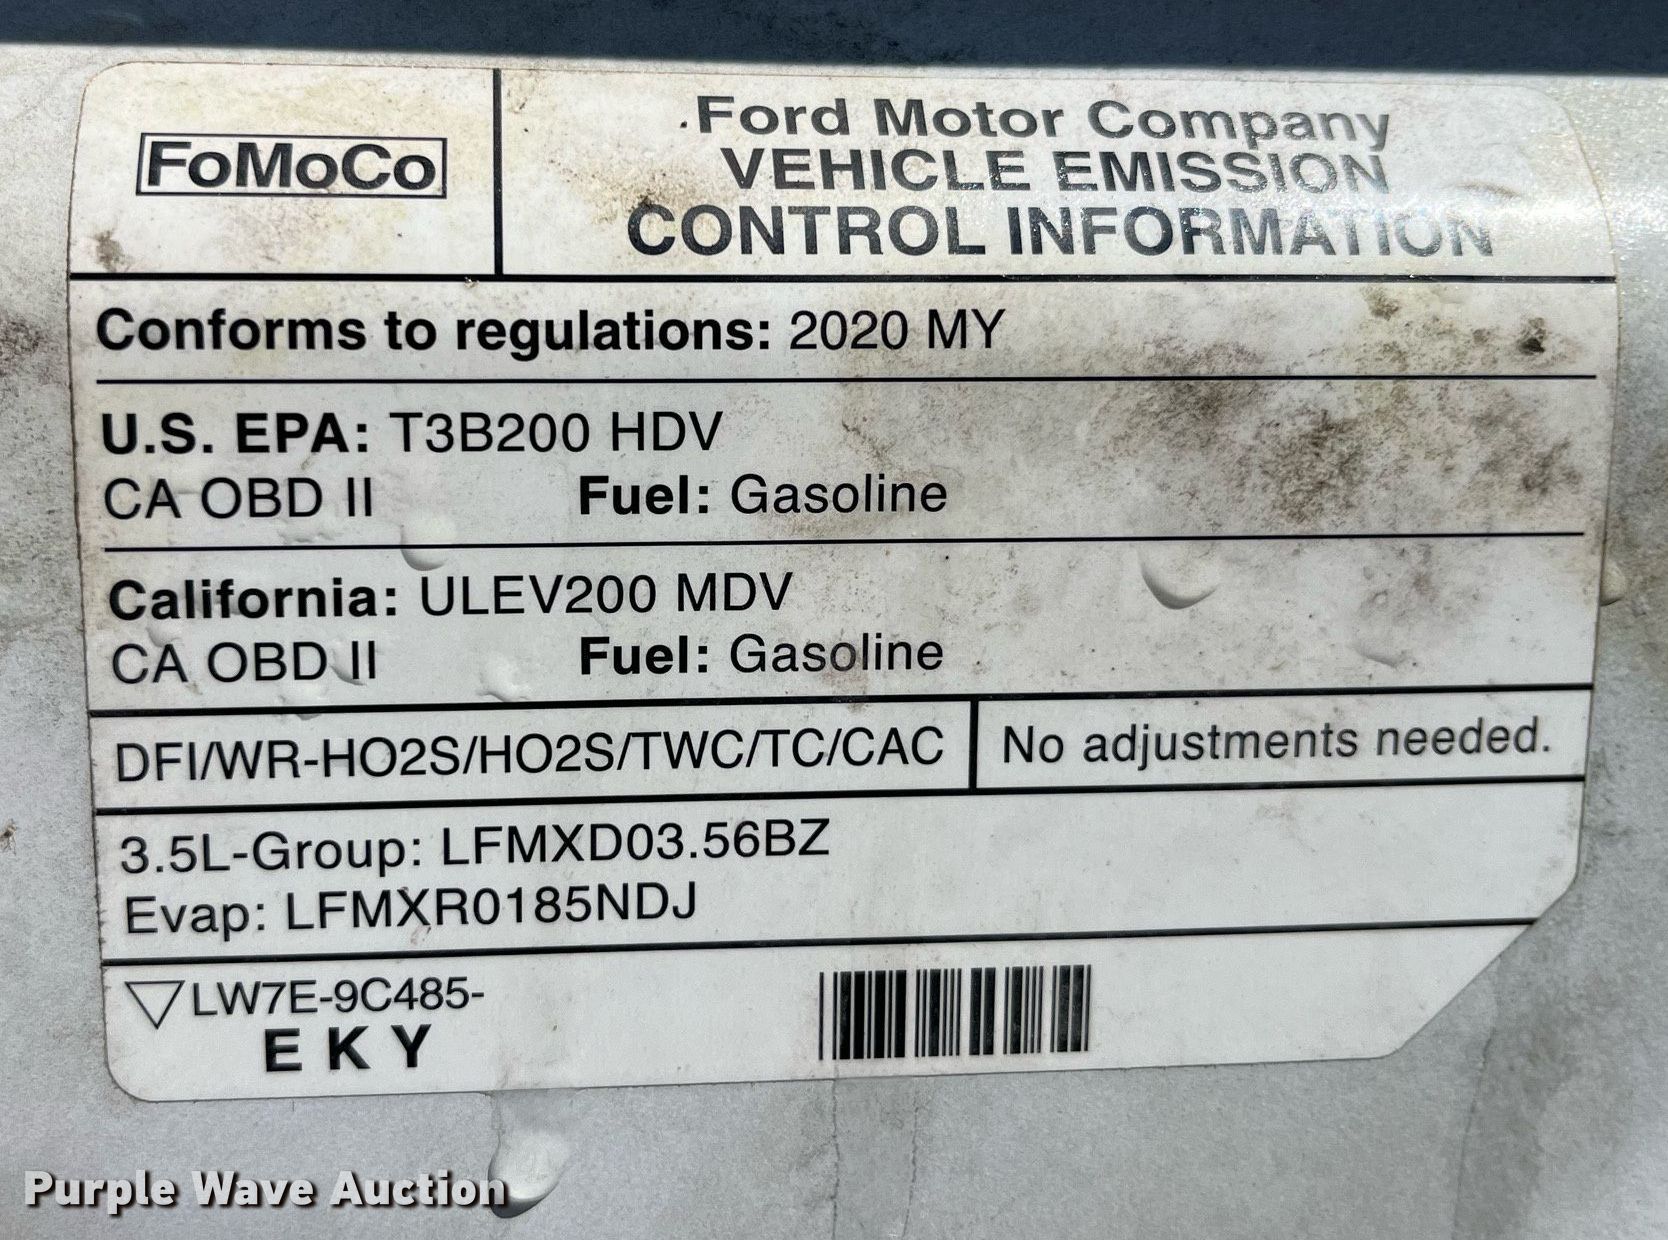 FoMoCo
Ford Motor Company
VEHICLE EMISSION
CONTROL INFORMATION
Conforms to regulations: 2020 MY
U.S. EPA: T3B200 HDV
CA OBD II Fuel: Gasoline
California: ULEV200 MDV
CA OBD II Fuel: Gasoline
DFI/WR-HO2S/HO2S/TWC/TC/CAC
No adjustments needed.
3.5L-Group: LFMXD03.56BZ
Evap: LFMXR0185NDJ
LW7E-9C485-
E K Y
Purple Wave Auction